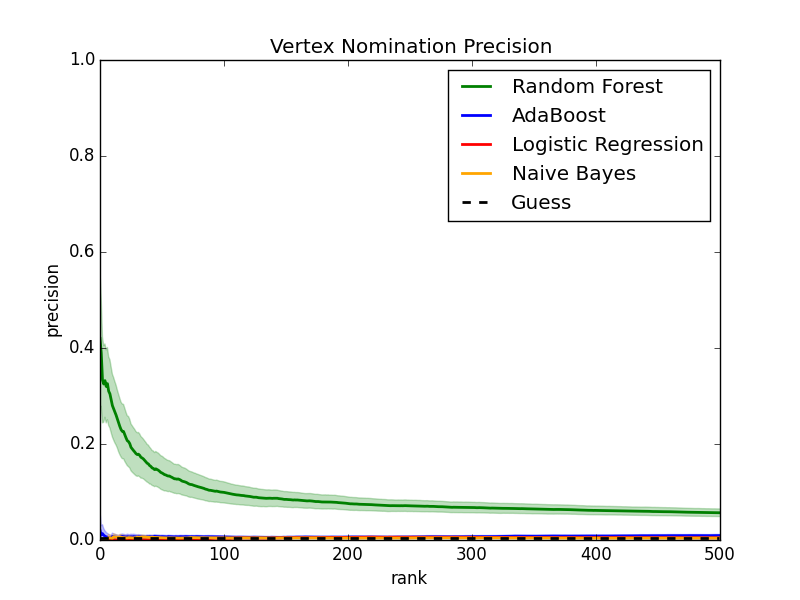 Vertex Nomination Precision
1.0
0.8
0.6
0.4
0.2
0.0
precision
Random Forest
AdaBoost
Logistic Regression
Naive Bayes
Guess
0
100
200
300
400
500
rank